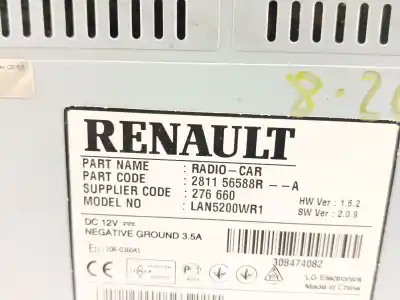 8-20
RENAULT
PART NAME : RADIO-CAR
PART CODE : 2811 56588R --A
SUPPLIER CODE : 276 660
MODEL NO : LAN5200WR1
HW Ver : 1.6.2
SW Ver : 2.0.9
DC 12V
NEGATIVE GROUND 3.5A
308474082
LG Electronics
Made in China